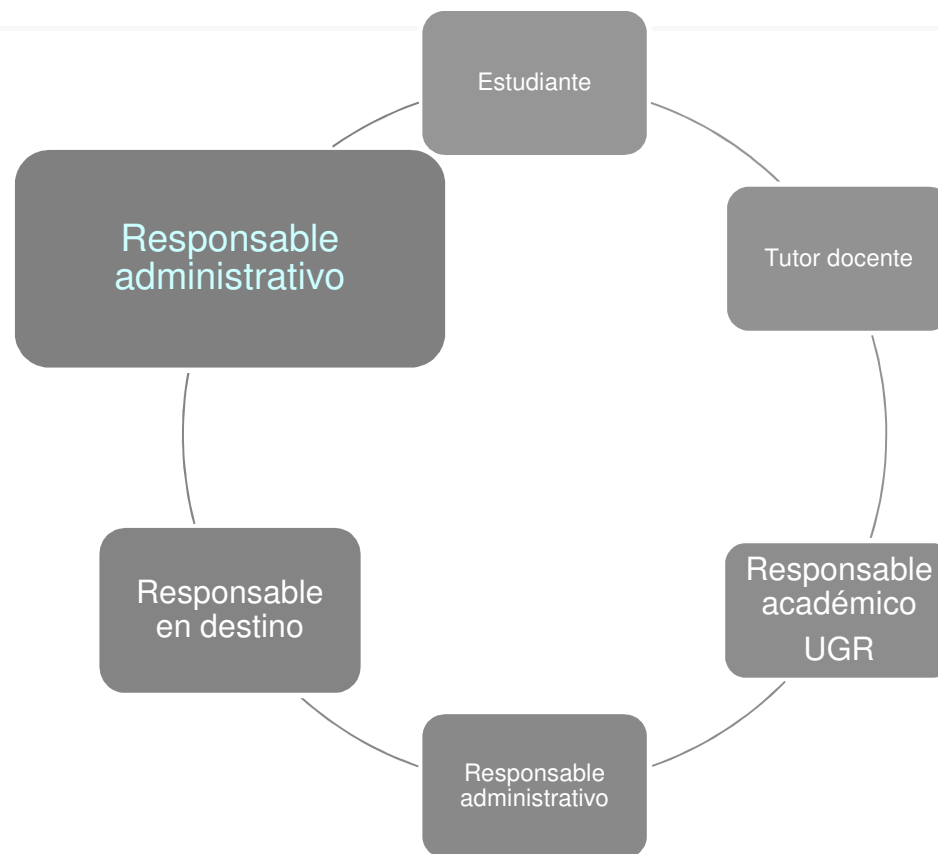 Estudiante
Tutor docente
Responsable
académico
UGR
Responsable
administrativo
Responsable
en destino
Responsable
administrativo